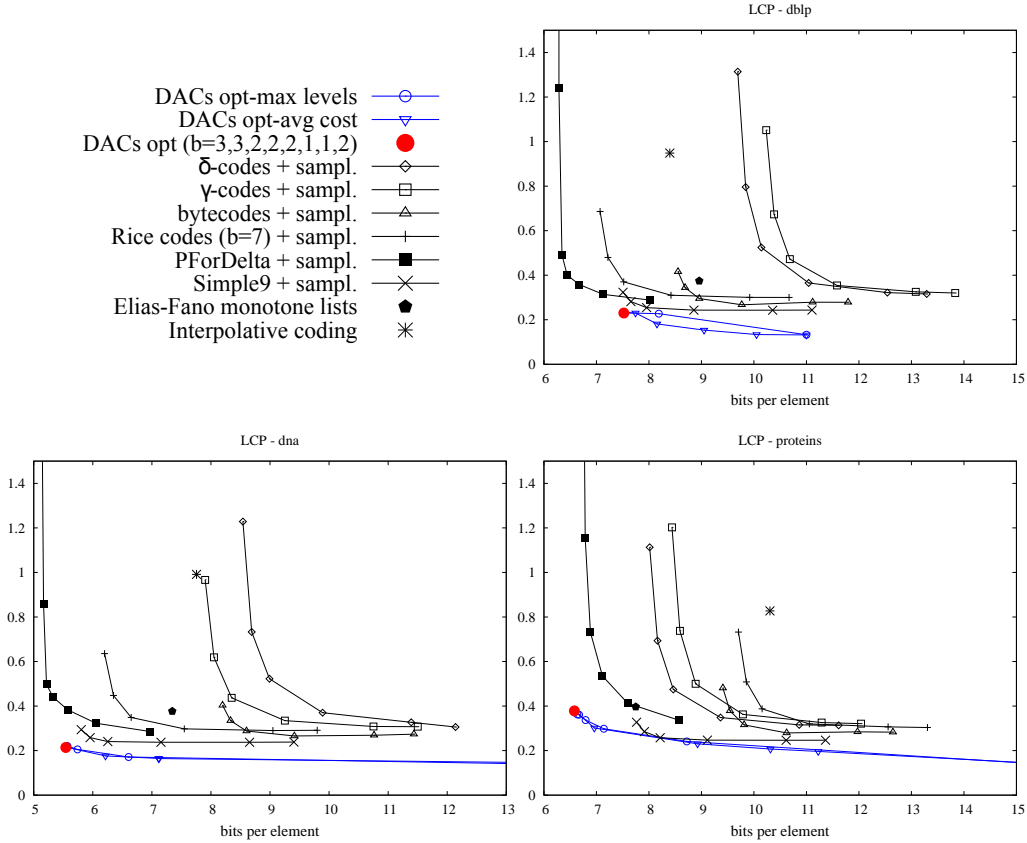 LCP - dblp
DACs opt-max levels
DACs opt-avg cost
DACs opt (b=3,3,2,2,2,1,1,2)
δ-codes + sampl.
γ-codes + sampl.
bytecodes + sampl.
Rice codes (b=7) + sampl.
PForDelta + sampl.
Simple9 + sampl.
Elias-Fano monotone lists
Interpolative coding
1.4
1.2
1
0.8
0.6
0.4
0.2
0
6 7 8 9 10 11 12 13 14 15
bits per element
LCP - dna
1.4
1.2
1
0.8
0.6
0.4
0.2
0
5 6 7 8 9 10 11 12 13
bits per element
LCP - proteins
1.4
1.2
1
0.8
0.6
0.4
0.2
0
6 7 8 9 10 11 12 13 14 15
bits per element